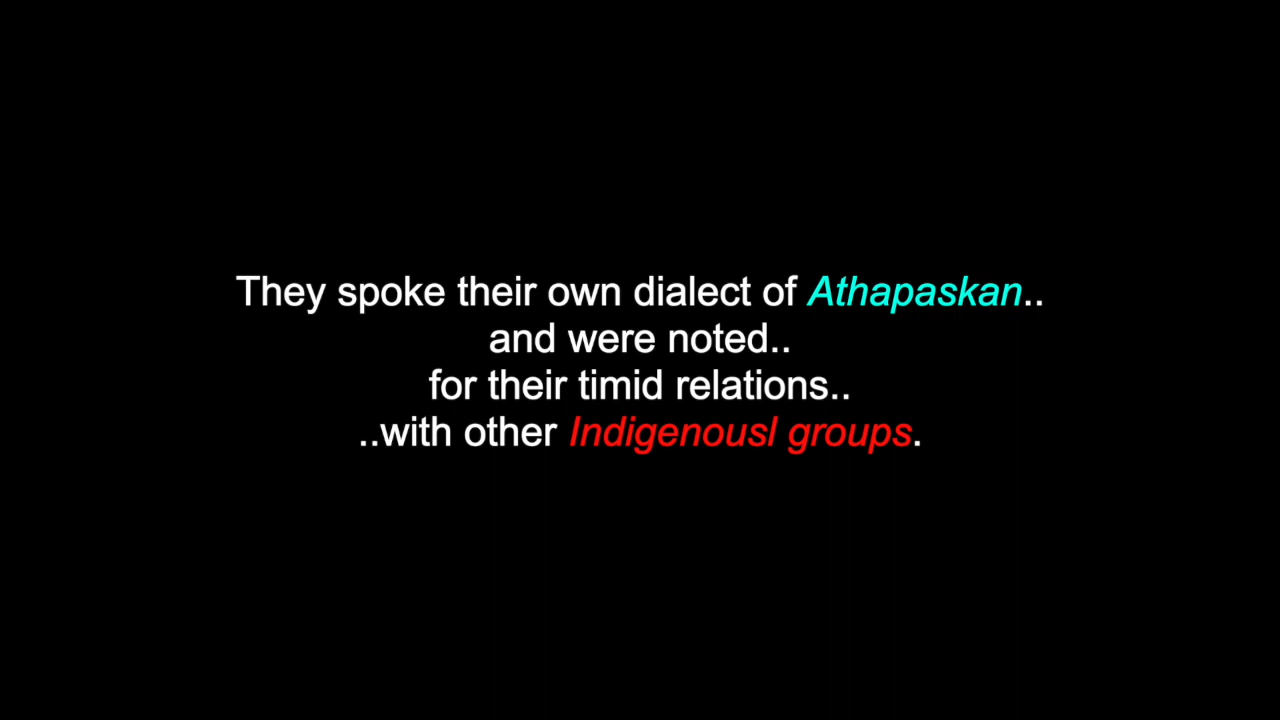 They spoke their own dialect of Athapaskan..
and were noted..
for their timid relations..
..with other Indigenousl groups.